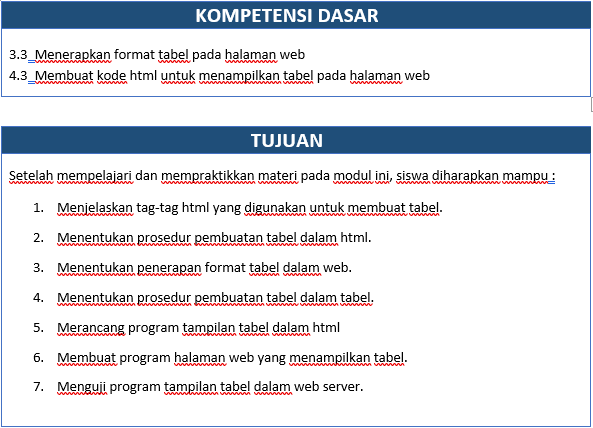 KOMPETENSI DASAR
3.3 Menerapkan format tabel pada halaman web
4.3 Membuat kode html untuk menampilkan tabel pada halaman web
TUJUAN
Setelah mempelajari dan mempraktikkan materi pada modul ini, siswa diharapkan mampu :
1. Menjelaskan tag-tag html yang digunakan untuk membuat tabel.
2. Menentukan prosedur pembuatan tabel dalam html.
3. Menentukan penerapan format tabel dalam web.
4. Menentukan prosedur pembuatan tabel dalam tabel.
5. Merancang program tampilan tabel dalam html
6. Membuat program halaman web yang menampilkan tabel.
7. Menguji program tampilan tabel dalam web server.